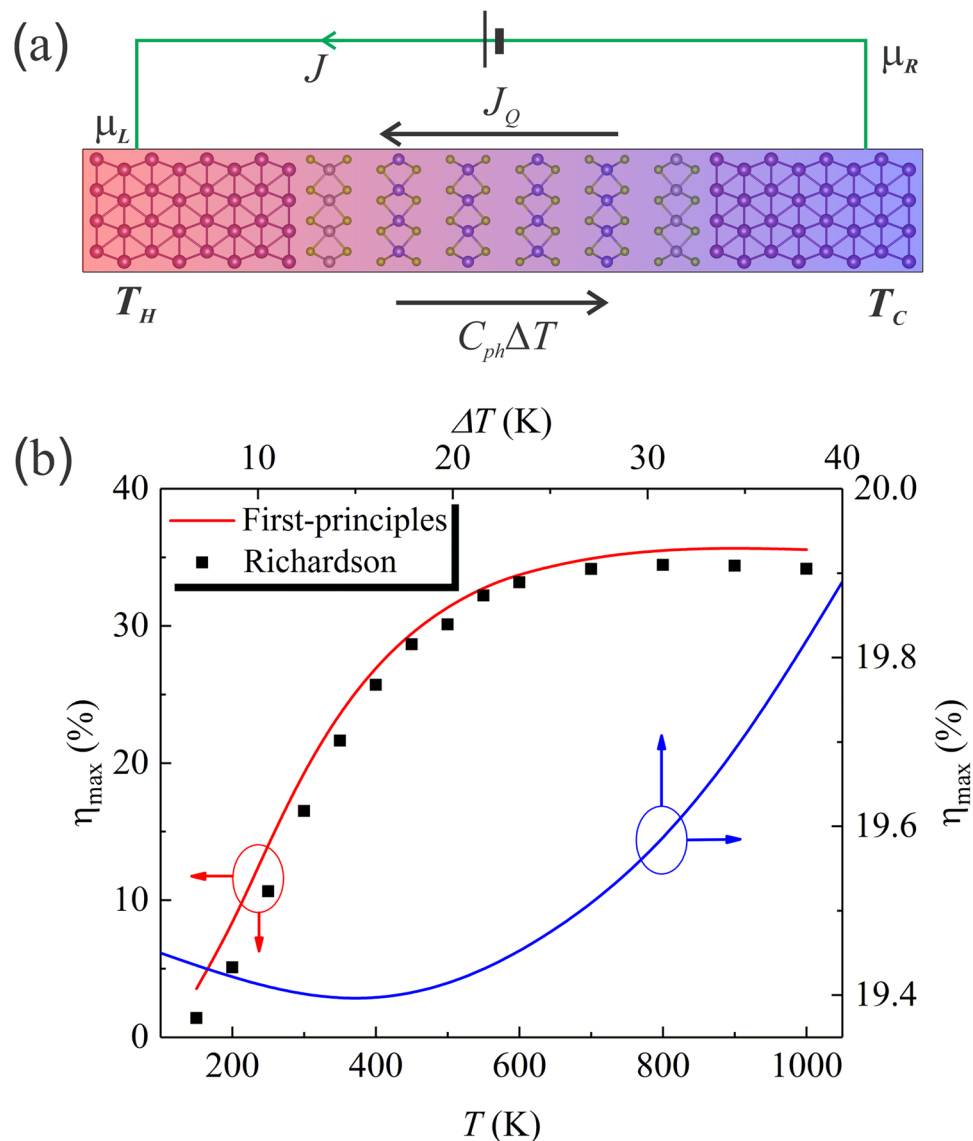 (a)
J
μR
JQ
μL
TH
TC
CphΔT
(b)
ΔT (K)
10 20 30 40
40 20.0
First-principles
Richardson
30
19.8
ηmax (%)
20
ηmax (%)
19.6
10
19.4
0
200 400 600 800 1000
T (K)